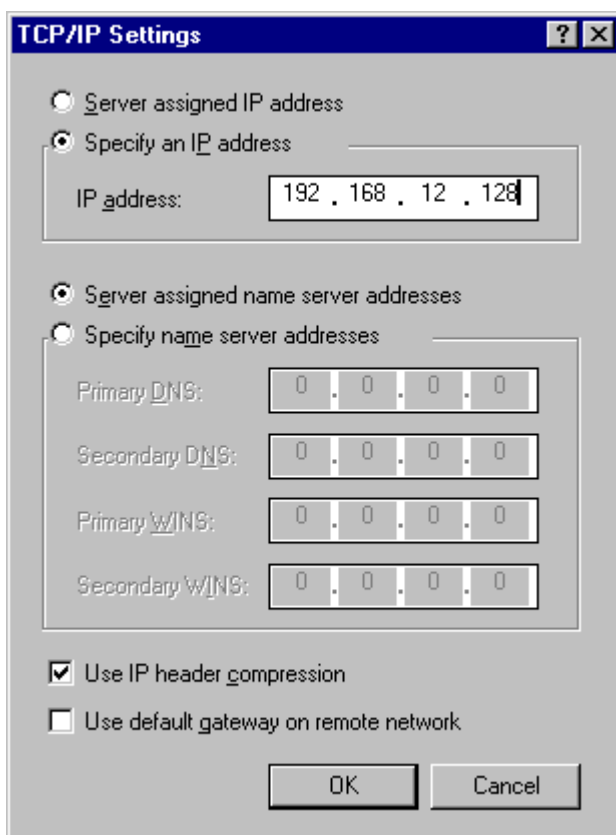 TCP/IP Settings
Server assigned IP address
Specify an IP address
IP address: 192 . 168 . 12 . 128
Server assigned name server addresses
Specify name server addresses
Primary DNS: 0 . 0 . 0 . 0
Secondary DNS: 0 . 0 . 0 . 0
Primary WINS: 0 . 0 . 0 . 0
Secondary WINS: 0 . 0 . 0 . 0
Use IP header compression
Use default gateway on remote network
OK Cancel